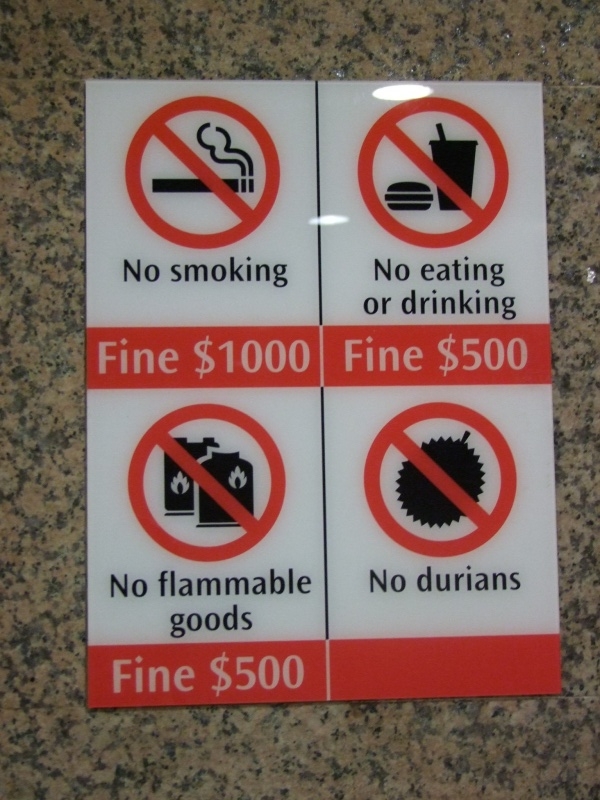 No smoking
No eating
or drinking
Fine $1000
Fine $500
No flammable
goods
No durians
Fine $500